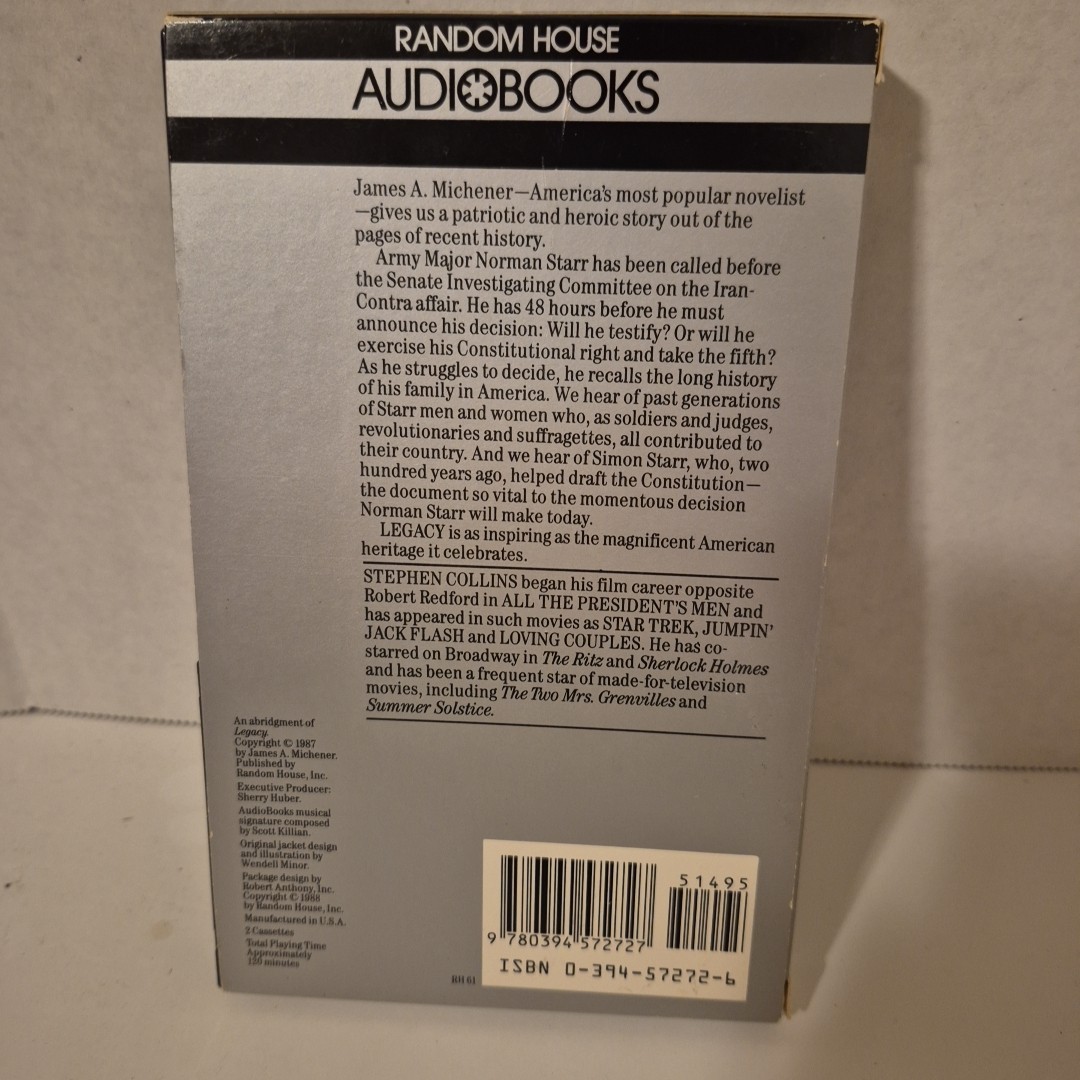 RANDOM HOUSE
AUDIOBOOKS
James A. Michener—America's most popular novelist
—gives us a patriotic and heroic story out of the
pages of recent history.
Army Major Norman Starr has been called before
the Senate Investigating Committee on the Iran-
Contra affair. He has 48 hours before he must
announce his decision: Will he testify? Or will he
exercise his Constitutional right and take the fifth?
As he struggles to decide, he recalls the long history
of his family in America. We hear of past generations
of Starr men and women who, as soldiers and judges,
revolutionaries and suffragettes, all contributed to
their country. And we hear of Simon Starr, who, two
hundred years ago, helped draft the Constitution—
the document so vital to the momentous decision
Norman Starr will make today.
LEGACY is as inspiring as the magnificent American
heritage it celebrates.
STEPHEN COLLINS began his film career opposite
Robert Redford in ALL THE PRESIDENT'S MEN and
has appeared in such movies as STAR TREK, JUMPIN'
JACK FLASH and LOVING COUPLES. He has co-
starred on Broadway in The Ritz and Sherlock Holmes
and has been a frequent star of made-for-television
movies, including The Two Mrs. Grenvilles and
Summer Solstice.
An abridgment of
Legacy.
Copyright © 1987
by James A. Michener.
Published by
Random House, Inc.
Executive Producer:
Sherry Huber.
AudioBooks musical
signature composed
by Scott Killian.
Original jacket design
and illustration by
Wendell Minor.
Package design by
Robert Anthony, Inc.
Copyright © 1988
by Random House, Inc.
Manufactured in U.S.A.
2 Cassettes
Total Playing Time
Approximately
120 minutes
RH 61
51495
9 780394 572727
ISBN 0-394-57272-6